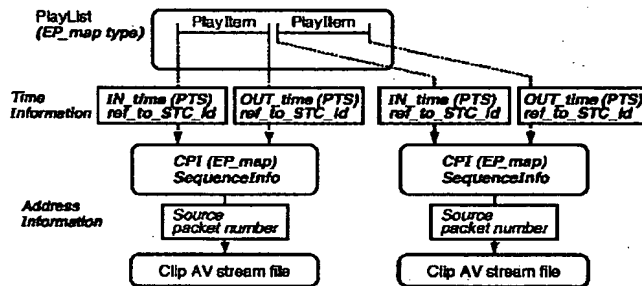 PlayList
(EP_map type)
PlayItem
PlayItem
Time
Information
IN_time (PTS)
ref_to_STC_id
OUT_time (PTS)
ref_to_STC_id
IN_time (PTS)
ref_to_STC_id
OUT_time (PTS)
ref_to_STC_id
CPI (EP_map)
SequenceInfo
CPI (EP_map)
SequenceInfo
Address
Information
Source
packet number
Source
packet number
Clip AV stream file
Clip AV stream file